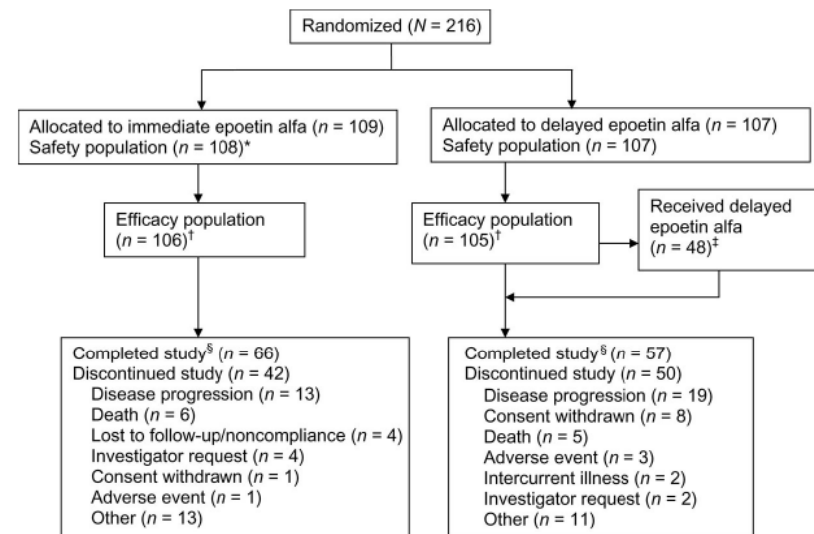 Randomized (N = 216)
Allocated to immediate epoetin alfa (n = 109)
Safety population (n = 108)*
Allocated to delayed epoetin alfa (n = 107)
Safety population (n = 107)
Efficacy population
(n = 106)†
Efficacy population
(n = 105)†
Received delayed
epoetin alfa
(n = 48)‡
Completed study§ (n = 66)
Discontinued study (n = 42)
Disease progression (n = 13)
Death (n = 6)
Lost to follow-up/noncompliance (n = 4)
Investigator request (n = 4)
Consent withdrawn (n = 1)
Adverse event (n = 1)
Other (n = 13)
Completed study§ (n = 57)
Discontinued study (n = 50)
Disease progression (n = 19)
Consent withdrawn (n = 8)
Death (n = 5)
Adverse event (n = 3)
Intercurrent illness (n = 2)
Investigator request (n = 2)
Other (n = 11)